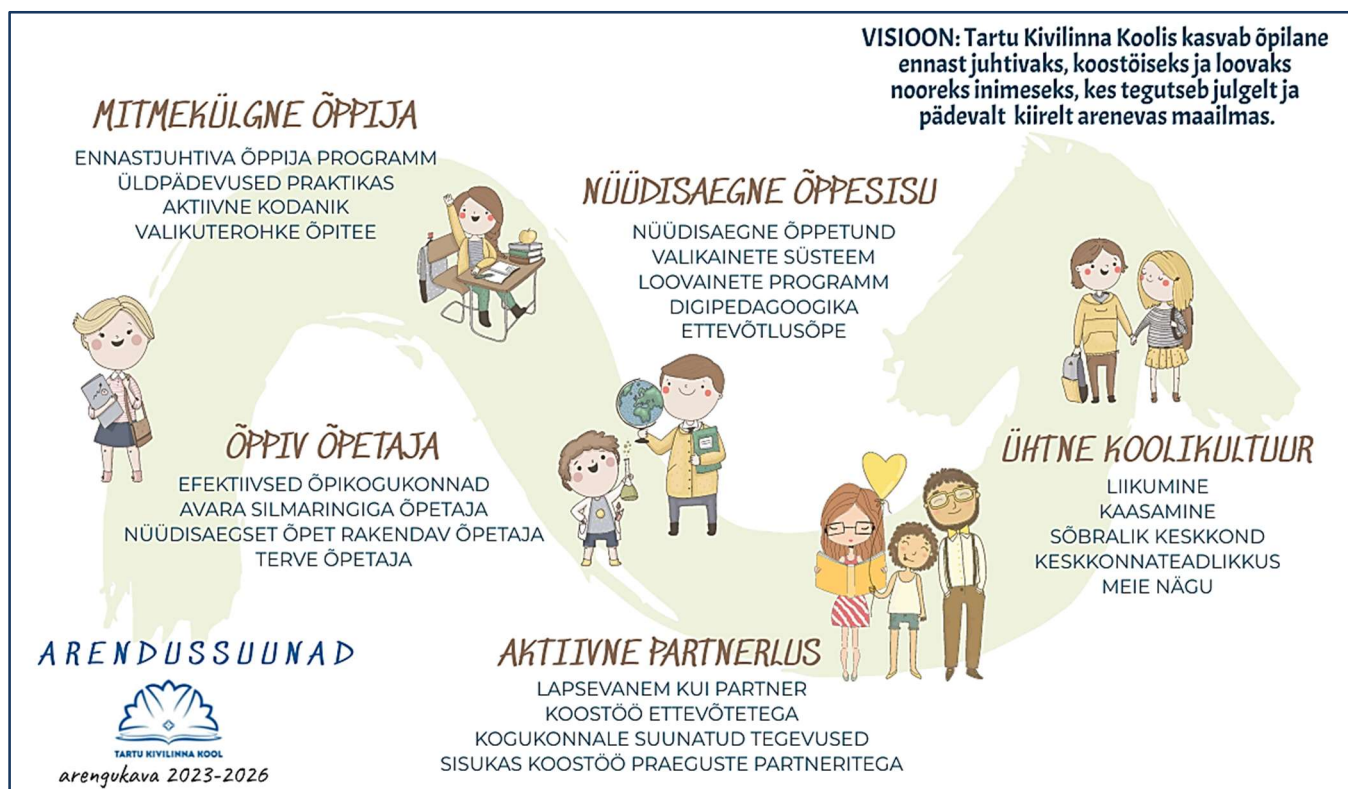 VISIOON: Tartu Kivilinna Koolis kasvab õpilane
ennast juhtivaks, koostöiseks ja loovaks
nooreks inimeseks, kes tegutseb julgelt ja
pädevalt kiirelt arenevas maailmas.
MITMEKÜLGNE ÕPPIJA
ENNASTJUHTIVA ÕPPIJA PROGRAMM
ÜLDPÄDEVUSED PRAKTIKAS
AKTIIVNE KODANIK
VALIKUTEROHKE ÕPITEE
NÜÜDISAEGNE ÕPPESISU
NÜÜDISAEGNE ÕPPETUND
VALIKAINETE SÜSTEEM
LOOVAINETE PROGRAMM
DIGIPEDAGOOGIKA
ETTEVÕTLUSÕPE
ÕPPIV ÕPETAJA
EFEKTIIVSED ÕPIKOGUKONNAD
AVARA SILMARINGIGA ÕPETAJA
NÜÜDISAEGSET ÕPET RAKENDAV ÕPETAJA
TERVE ÕPETAJA
ÜHTNE KOOLIKULTUUR
LIIKUMINE
KAASAMINE
SÕBRALIK KESKKOND
KESKKONNATEADLIKKUS
MEIE NÄGU
AKTIIVNE PARTNERLUS
LAPSEVANEM KUI PARTNER
KOOSTÖÖ ETTEVÕTETEGA
KOGUKONNALE SUUNATUD TEGEVUSED
SISUKAS KOOSTÖÖ PRAEGUSTE PARTNERITEGA
ARENDUSSUUNAD
TARTU KIVILINNA KOOL
arengukava 2023-2026